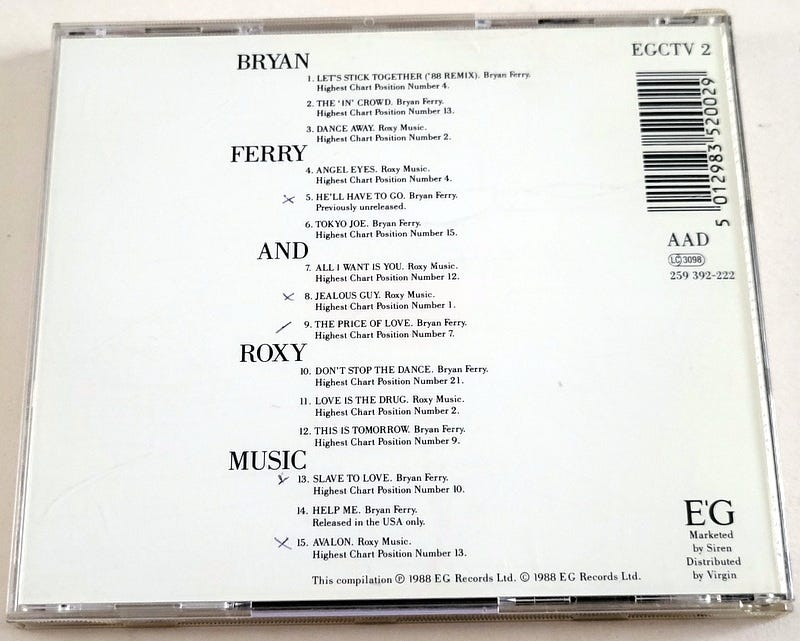 BRYAN
1. LET'S STICK TOGETHER ('88 REMIX). Bryan Ferry.
Highest Chart Position Number 4.
2. THE 'IN' CROWD. Bryan Ferry.
Highest Chart Position Number 13.
3. DANCE AWAY. Roxy Music.
Highest Chart Position Number 2.
FERRY
4. ANGEL EYES. Roxy Music.
Highest Chart Position Number 4.
5. HE'LL HAVE TO GO. Bryan Ferry.
Previously unreleased.
6. TOKYO JOE. Bryan Ferry.
Highest Chart Position Number 15.
AND
7. ALL I WANT IS YOU. Roxy Music.
Highest Chart Position Number 12.
8. JEALOUS GUY. Roxy Music.
Highest Chart Position Number 1.
9. THE PRICE OF LOVE. Bryan Ferry.
Highest Chart Position Number 7.
ROXY
10. DON'T STOP THE DANCE. Bryan Ferry.
Highest Chart Position Number 21.
11. LOVE IS THE DRUG. Roxy Music.
Highest Chart Position Number 2.
12. THIS IS TOMORROW. Bryan Ferry.
Highest Chart Position Number 9.
MUSIC
13. SLAVE TO LOVE. Bryan Ferry.
Highest Chart Position Number 10.
14. HELP ME. Bryan Ferry.
Released in the USA only.
15. AVALON. Roxy Music.
Highest Chart Position Number 13.
This compilation ℗ 1988 EG Records Ltd. © 1988 EG Records Ltd.
EGCTV 2
5 012983 520029
AAD
LC 3098
259 392-222
E'G
Marketed
by Siren
Distributed
by Virgin